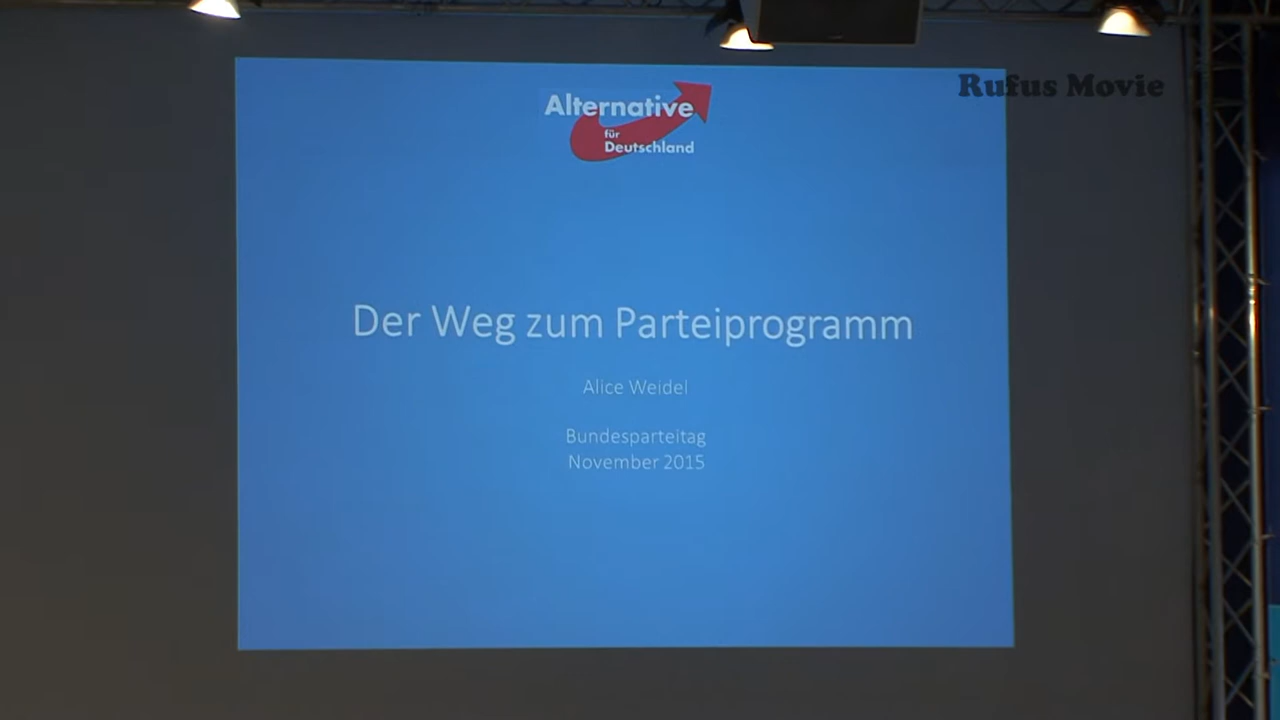 Rufus Movie
Alternative
für
Deutschland
Der Weg zum Parteiprogramm
Alice Weidel
Bundesparteitag
November 2015